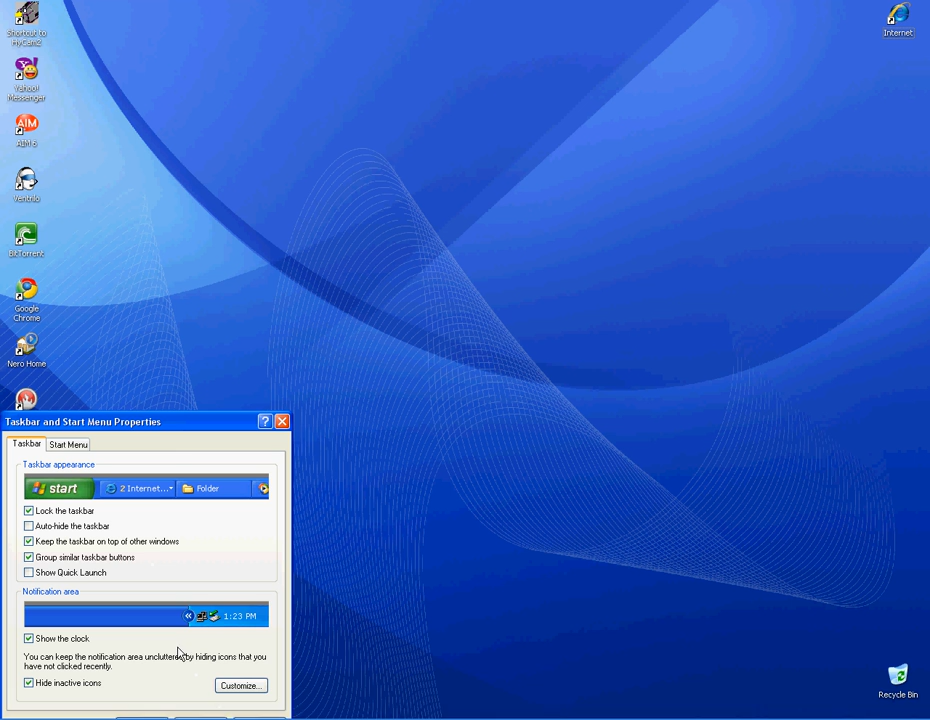 Shortcut to
HyCam2
Yahoo!
Messenger
AIM 6
Ventrilo
BitTorrent
Google
Chrome
Nero Home
Internet
Taskbar and Start Menu Properties
Taskbar
Start Menu
Taskbar appearance
start
2 Internet...
Folder
Lock the taskbar
Auto-hide the taskbar
Keep the taskbar on top of other windows
Group similar taskbar buttons
Show Quick Launch
Notification area
1:23 PM
Show the clock
You can keep the notification area uncluttered by hiding icons that you
have not clicked recently.
Hide inactive icons
Customize...
Recycle Bin